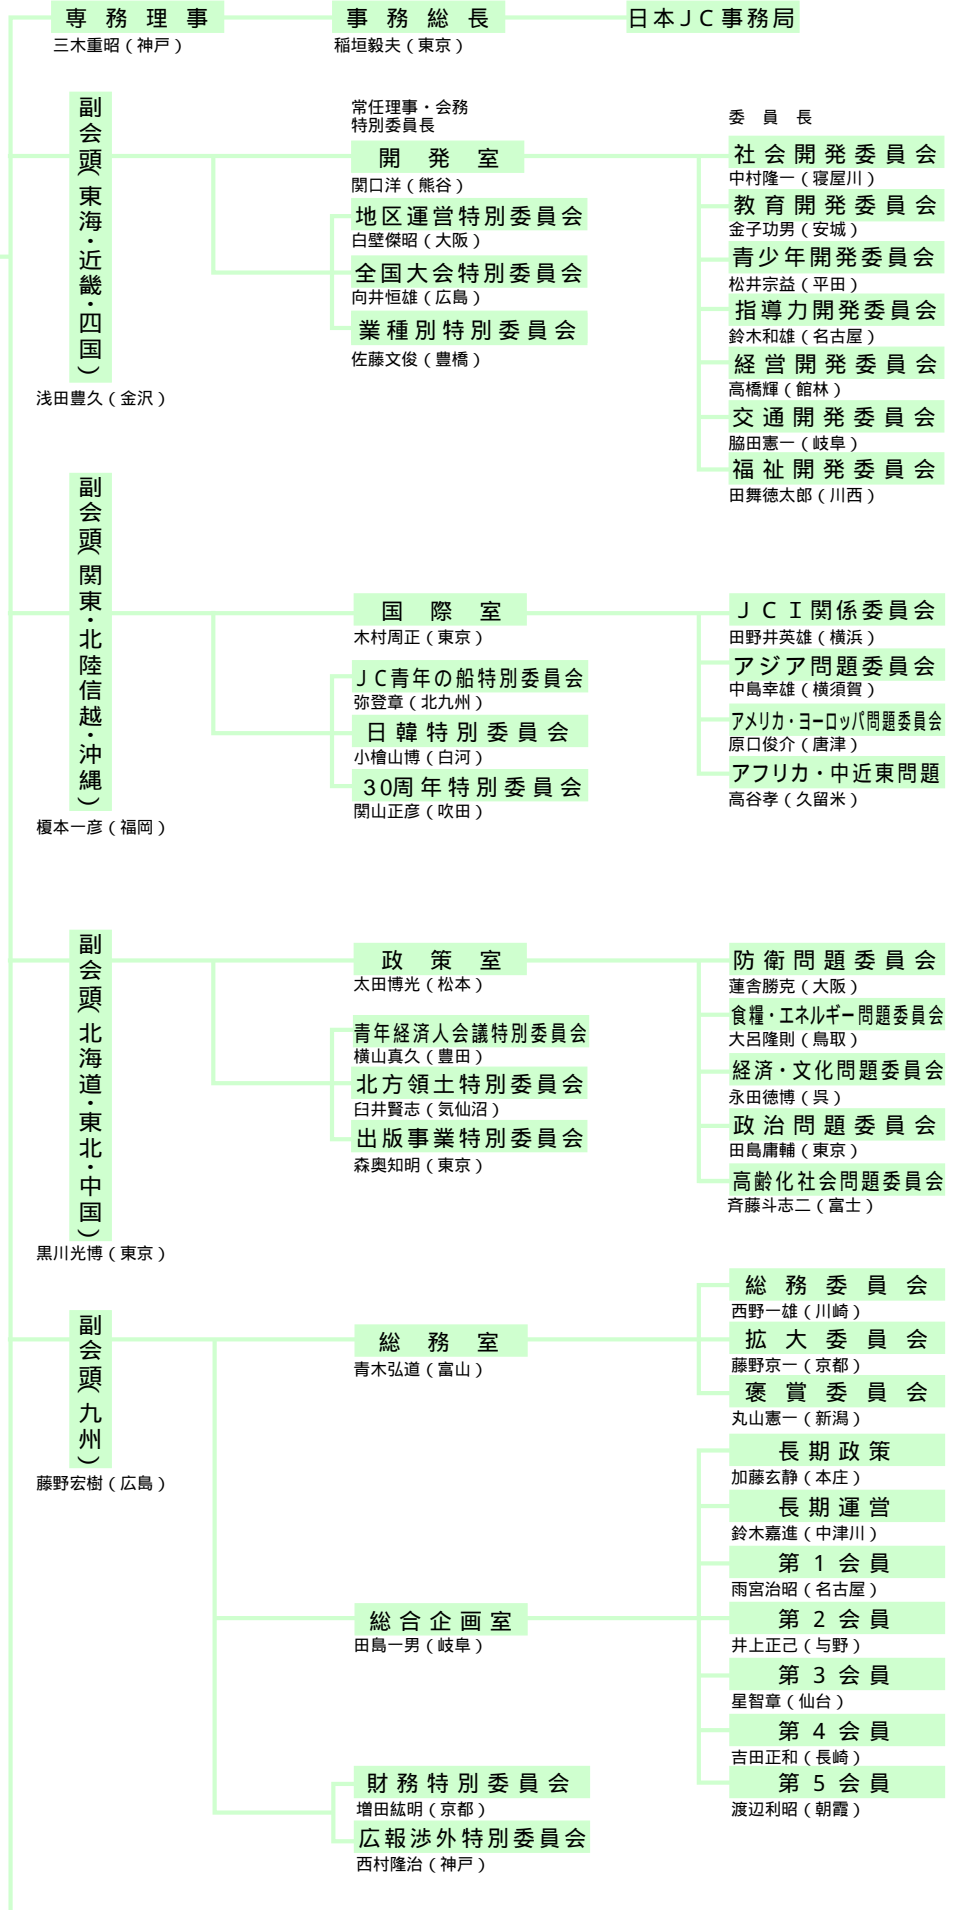 専務理事
三木重昭（神戸）
事務総長
稲垣毅夫（東京）
日本ＪＣ事務局
副会頭（東海・近畿・四国）
浅田豊久（金沢）
常任理事・会務
特別委員長
開発室
関口洋（熊谷）
地区運営特別委員会
白壁傑昭（大阪）
全国大会特別委員会
向井恒雄（広島）
業種別特別委員会
佐藤文俊（豊橋）
委員長
社会開発委員会
中村隆一（寝屋川）
教育開発委員会
金子功男（安城）
青少年開発委員会
松井宗益（平田）
指導力開発委員会
鈴木和雄（名古屋）
経営開発委員会
高橋輝（館林）
交通開発委員会
脇田憲一（岐阜）
福祉開発委員会
田舞徳太郎（川西）
副会頭（関東・北陸信越・沖縄）
榎本一彦（福岡）
国際室
木村周正（東京）
ＪＣ青年の船特別委員会
弥登章（北九州）
日韓特別委員会
小檜山博（白河）
30周年特別委員会
関山正彦（吹田）
ＪＣＩ関係委員会
田野井英雄（横浜）
アジア問題委員会
中島幸雄（横須賀）
アメリカ・ヨーロッパ問題委員会
原口俊介（唐津）
アフリカ・中近東問題
高谷孝（久留米）
副会頭（北海道・東北・中国）
黒川光博（東京）
政策室
太田博光（松本）
青年経済人会議特別委員会
横山真久（豊田）
北方領土特別委員会
臼井賢志（気仙沼）
出版事業特別委員会
森奥知明（東京）
防衛問題委員会
蓮舎勝克（大阪）
食糧・エネルギー問題委員会
大呂隆則（鳥取）
経済・文化問題委員会
永田徳博（呉）
政治問題委員会
田島庸輔（東京）
高齢化社会問題委員会
斉藤斗志二（富士）
副会頭（九州）
藤野宏樹（広島）
総務室
青木弘道（富山）
総務委員会
西野一雄（川崎）
拡大委員会
藤野京一（京都）
褒賞委員会
丸山憲一（新潟）
総合企画室
田島一男（岐阜）
長期政策
加藤玄静（本庄）
長期運営
鈴木嘉進（中津川）
第1会員
雨宮治昭（名古屋）
第2会員
井上正己（与野）
第3会員
星智章（仙台）
第4会員
吉田正和（長崎）
第5会員
渡辺利昭（朝霞）
財務特別委員会
増田紘明（京都）
広報渉外特別委員会
西村隆治（神戸）